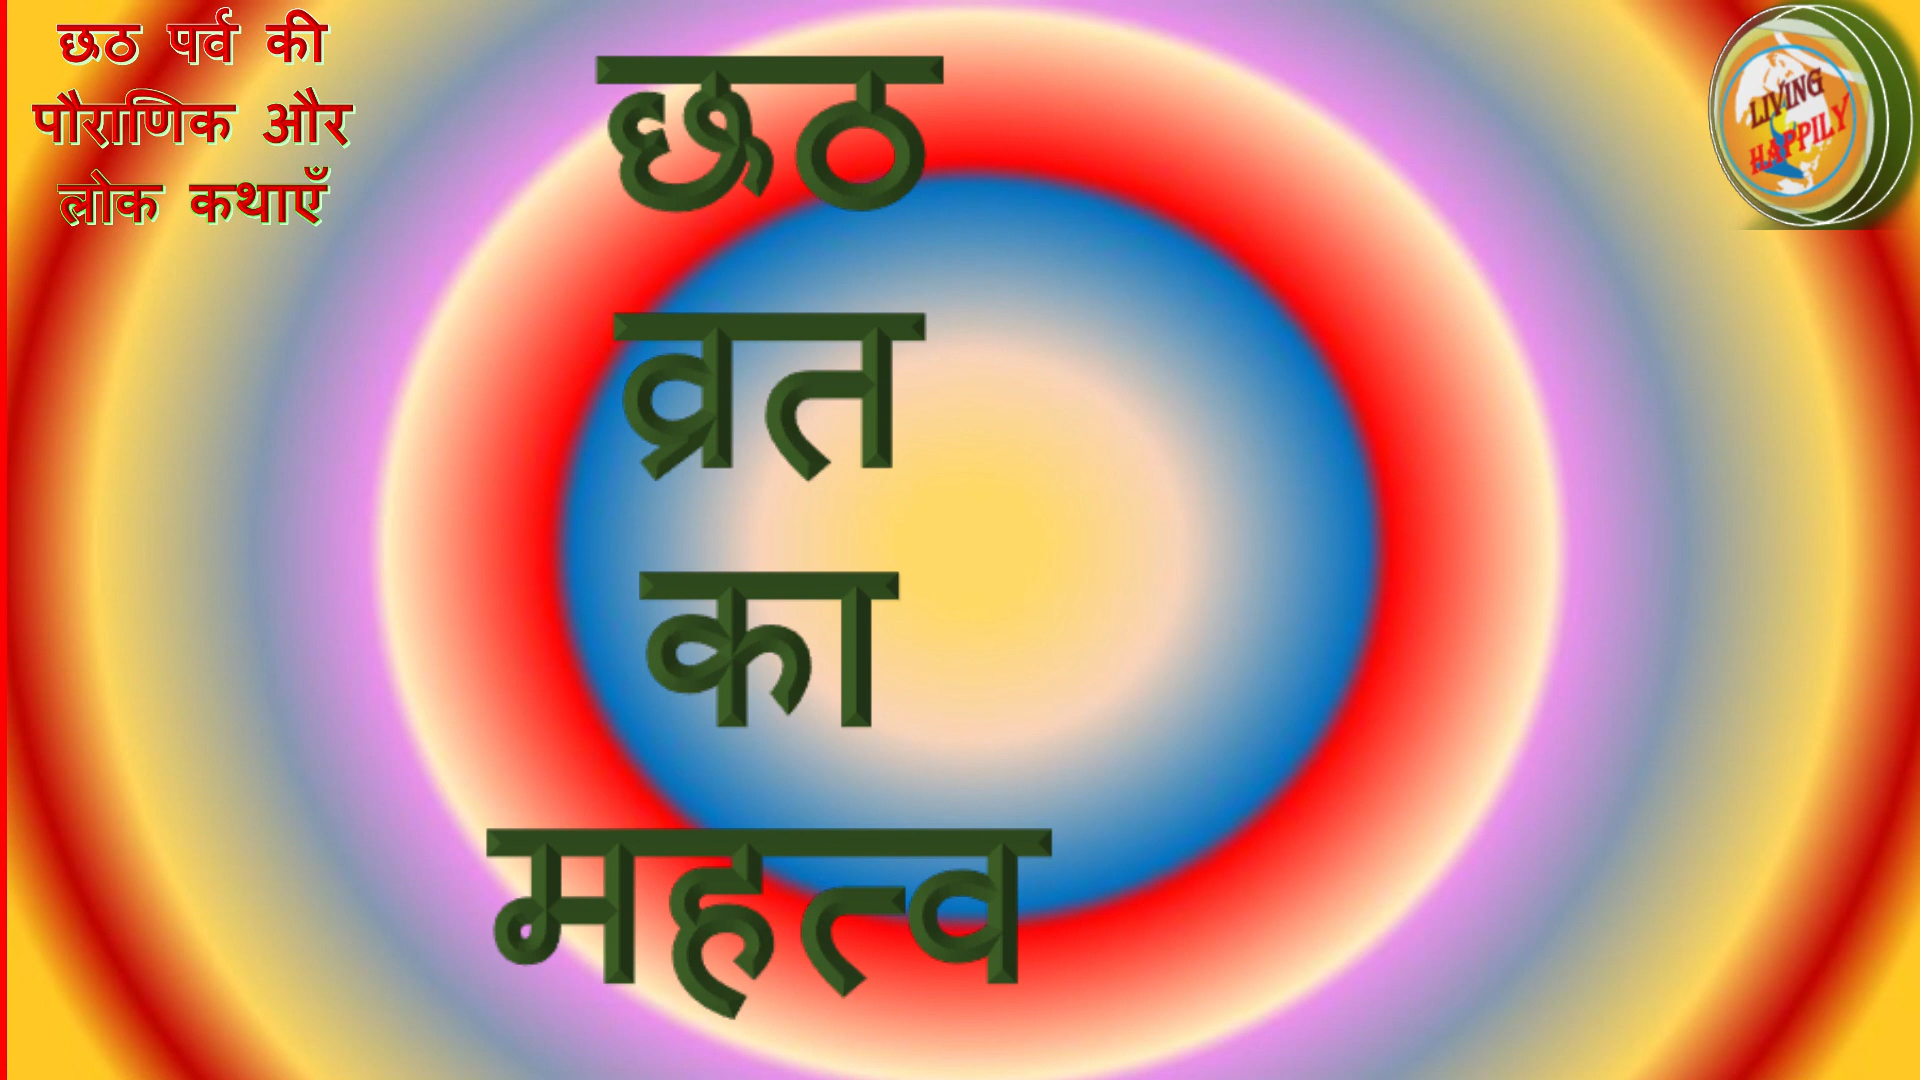 छठ पर्व की
पौराणिक और
लोक कथाएँ
छठ
व्रत
का
महत्व
LIVING
HAPPILY